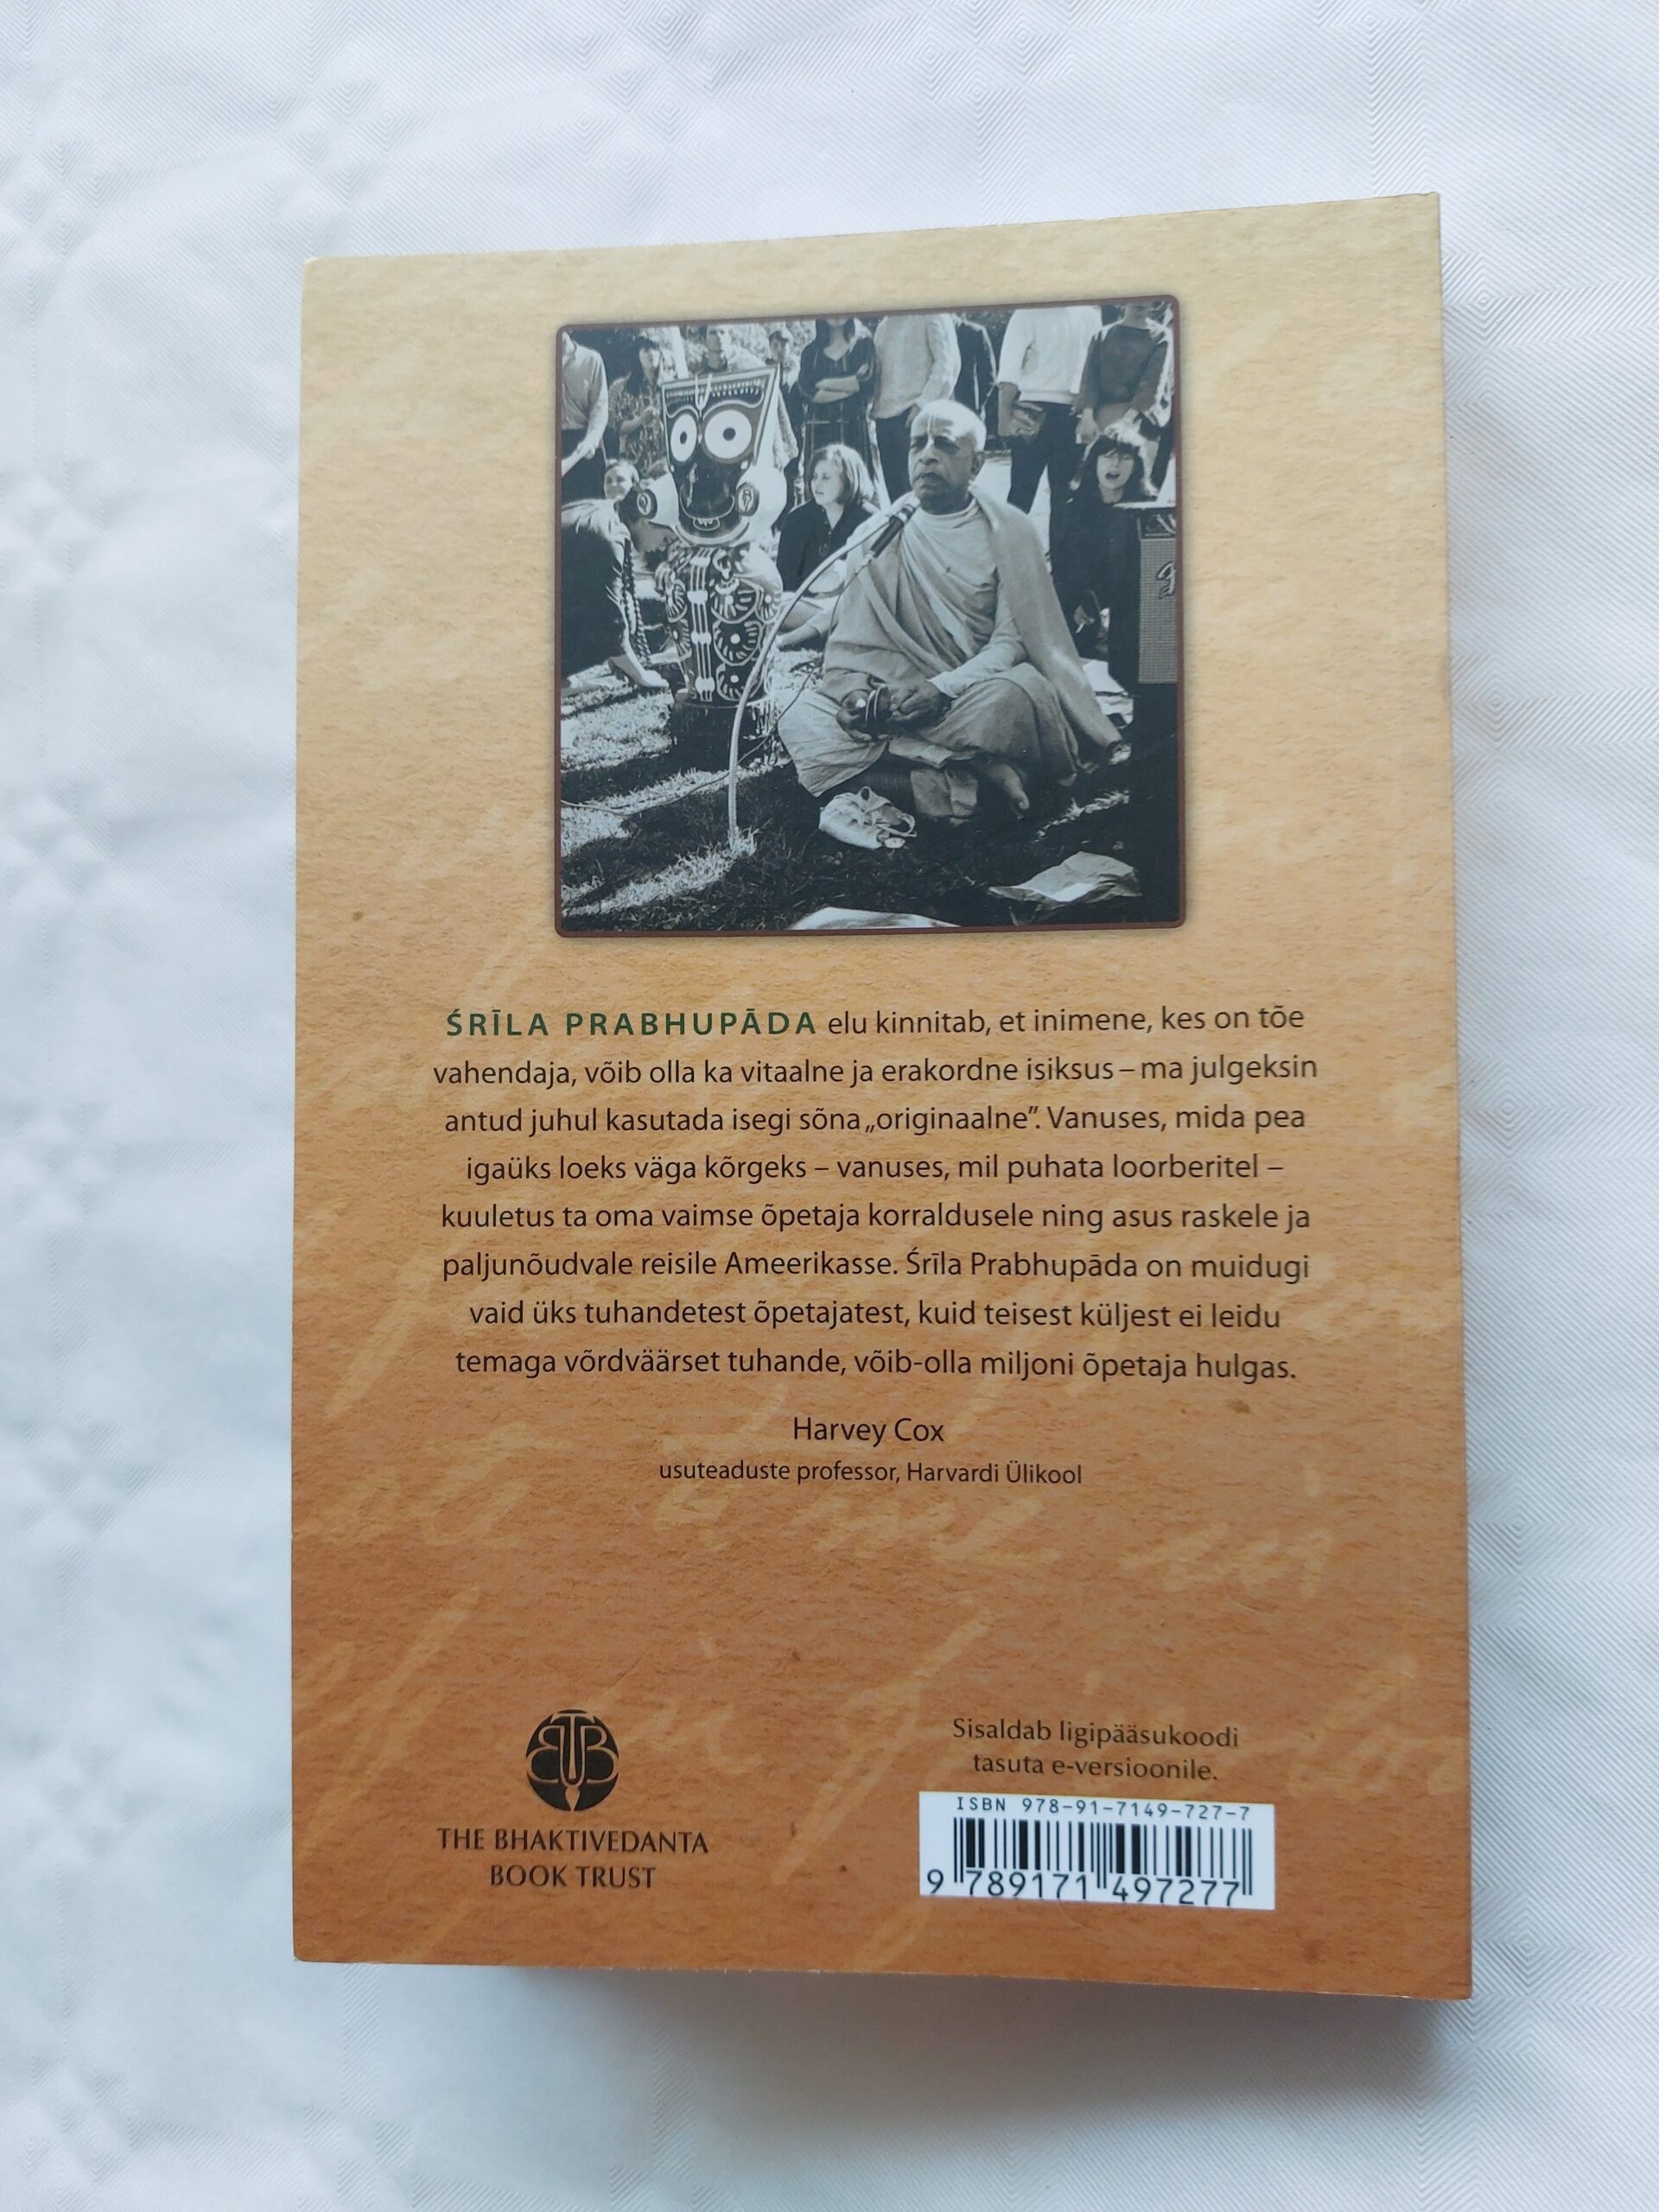 ŚRĪLA PRABHUPĀDA elu kinnitab, et inimene, kes on tõe
vahendaja, võib olla ka vitaalne ja erakordne isiksus – ma julgeksin
antud juhul kasutada isegi sõna „originaalne”. Vanuses, mida pea
igaüks loeks väga kõrgeks – vanuses, mil puhata loorberitel –
kuuletus ta oma vaimse õpetaja korraldusele ning asus raskele ja
paljunõudvale reisile Ameerikasse. Śrīla Prabhupāda on muidugi
vaid üks tuhandetest õpetajatest, kuid teisest küljest ei leidu
temaga võrdväärset tuhande, võib-olla miljoni õpetaja hulgas.
Harvey Cox
usuteaduste professor, Harvardi Ülikool
BTB
THE BHAKTIVEDANTA
BOOK TRUST
Sisaldab ligipääsukoodi
tasuta e-versioonile.
ISBN 978-91-7149-727-7
9 789171 497277